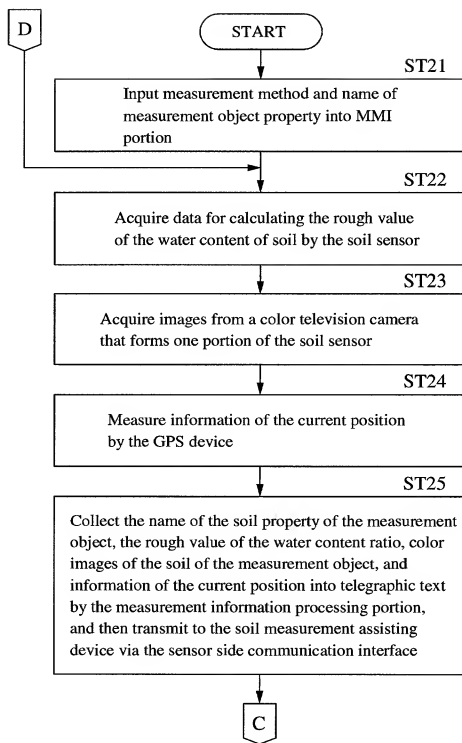 D
START
ST21
Input measurement method and name of
measurement object property into MMI
portion
ST22
Acquire data for calculating the rough value
of the water content of soil by the soil sensor
ST23
Acquire images from a color television camera
that forms one portion of the soil sensor
ST24
Measure information of the current position
by the GPS device
ST25
Collect the name of the soil property of the measurement
object, the rough value of the water content ratio, color
images of the soil of the measurement object, and
information of the current position into telegraphic text
by the measurement information processing portion,
and then transmit to the soil measurement assisting
device via the sensor side communication interface
C